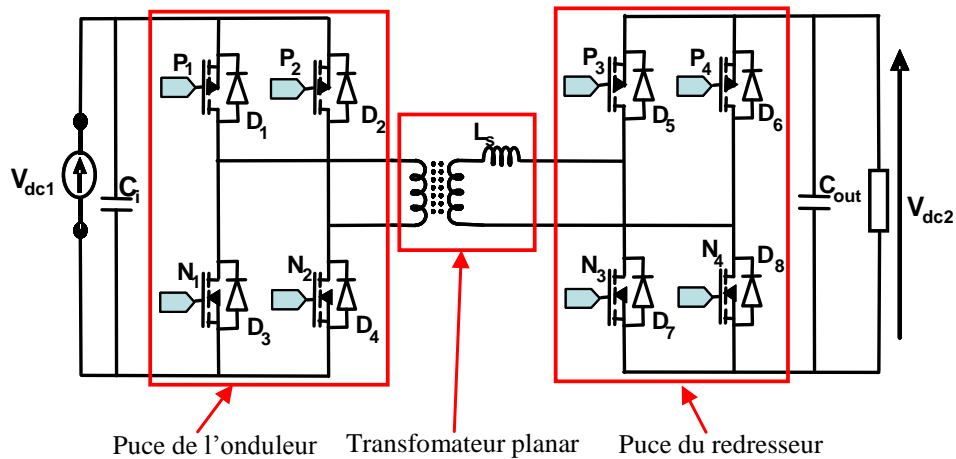 P1 P2 P3 P4
D1 D2 D5 D6
Ls
Vdc1 Ci Cout Vdc2
N1 N2 N3 N4 D8
D3 D4 D7
Puce de l’onduleur Transfomateur planar Puce du redresseur